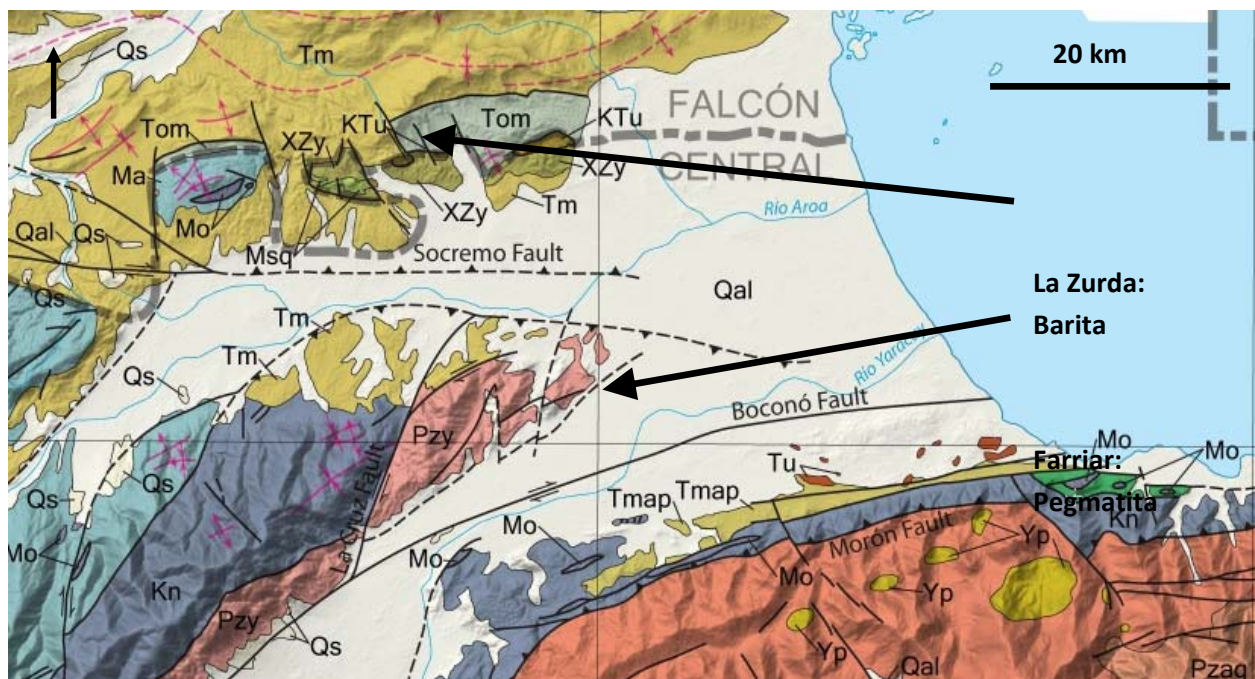 Qs
Tm
20 km
FALCÓN
CENTRAL
KTu
Tom
KTu
XZy
Tom
Ma
XZy
XZy
Tm
Mo
Msq
Qal
Qs
Río Aroa
Socremo Fault
Qs
Qal
La Zurda:
Barita
Tm
Tm
Qs
Río Yaracuy
Boconó Fault
Pzy
La Cruz Fault
Qs
Qs
Tu
Mo
Mo
Farriar:
Pegmatita
Tmap
Tmap
Kn
Mo
Mo
Mo
Morón Fault
Yp
Mo
Kn
Yp
Pzy
Qs
Yp
Qal
Pzag